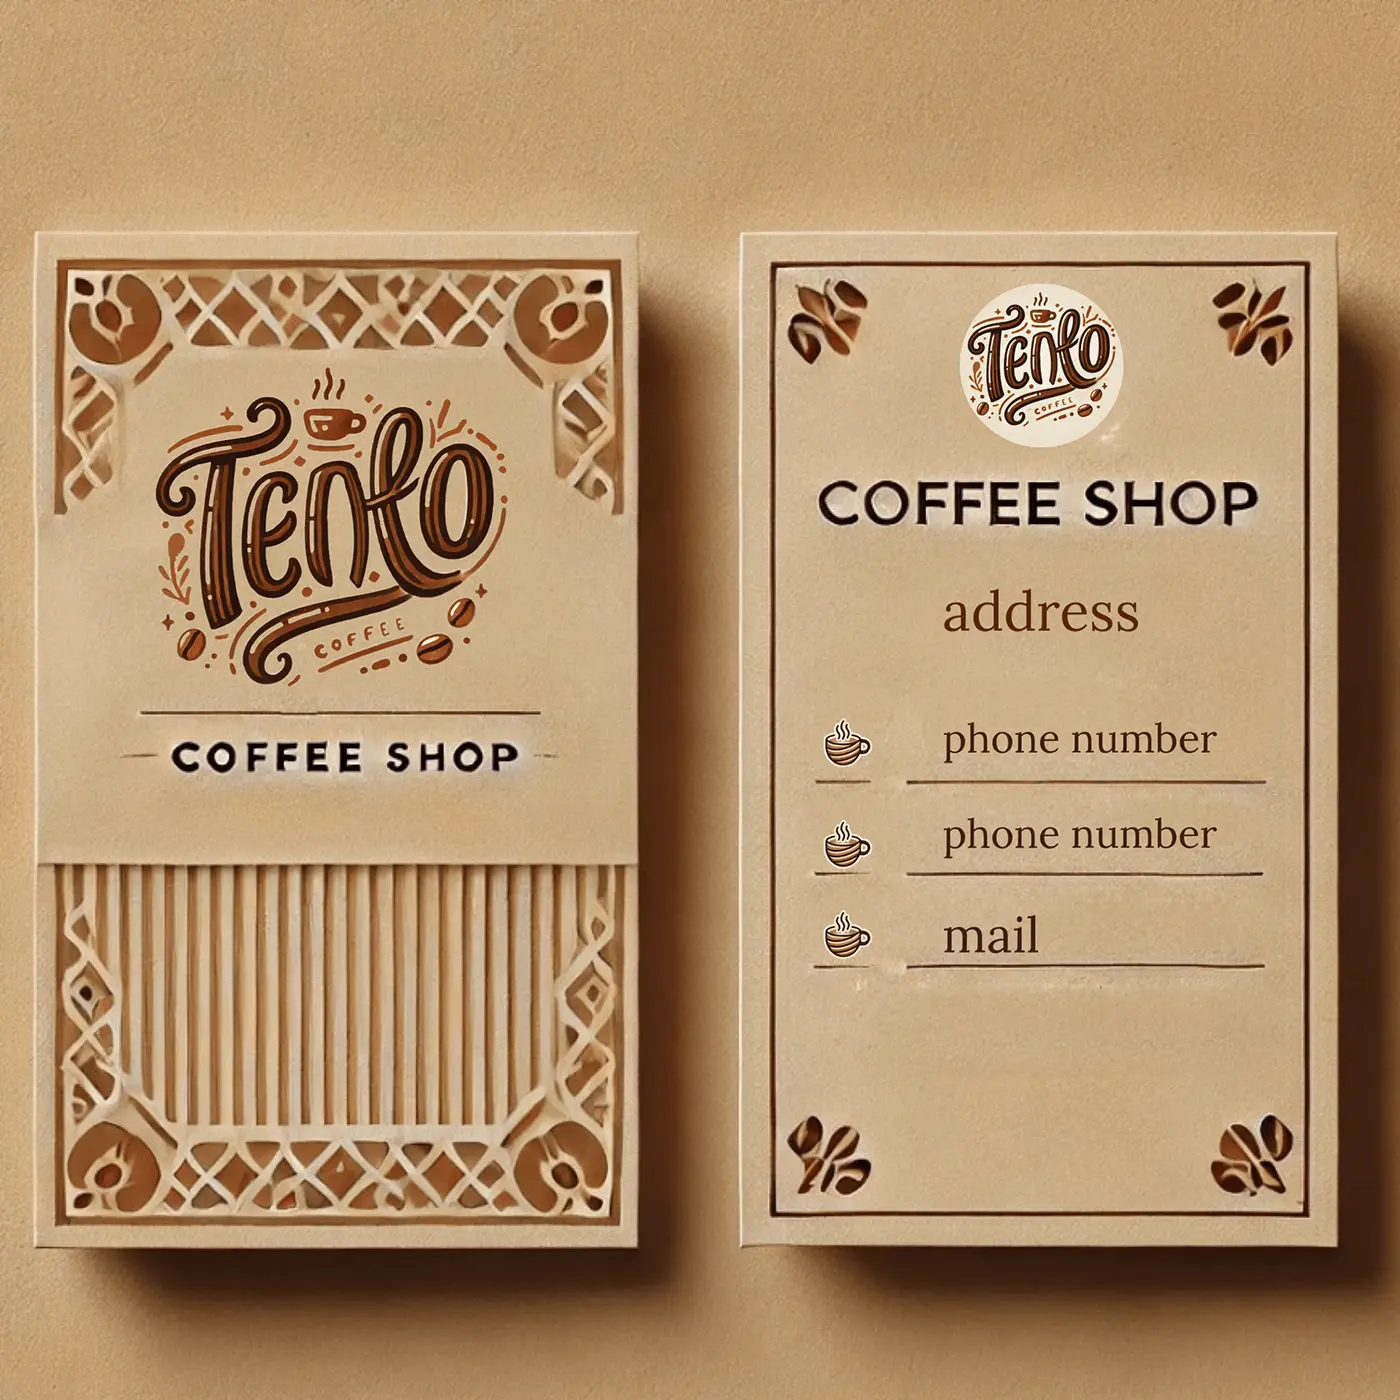 Tenlo
COFFEE
COFFEE SHOP
Tenlo
COFFEE
COFFEE SHOP
address
phone number
phone number
mail